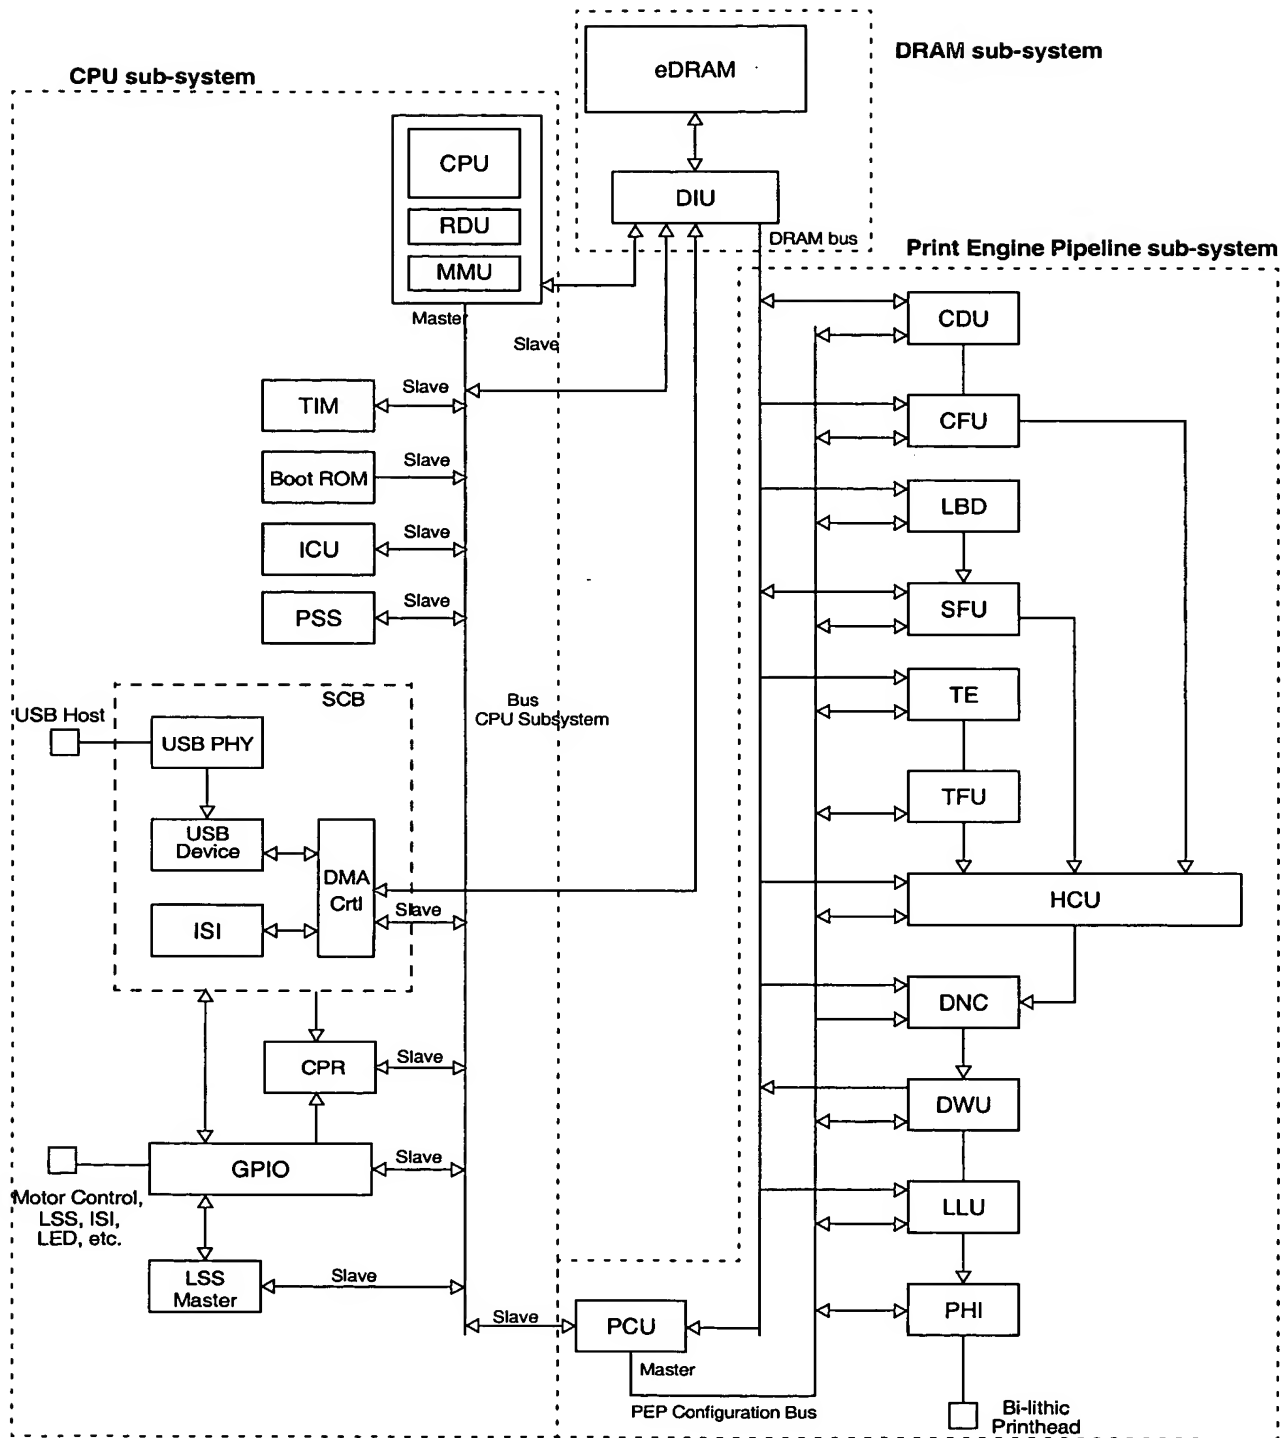 DRAM sub-system
CPU sub-system
eDRAM
CPU
DIU
RDU
DRAM bus
Print Engine Pipeline sub-system
MMU
Master
CDU
Slave
Slave
TIM
CFU
Slave
Boot ROM
LBD
Slave
ICU
Slave
PSS
SFU
SCB
Bus
CPU Subsystem
TE
USB Host
USB PHY
TFU
USB
Device
DMA
Crtl
Slave
HCU
ISI
DNC
CPR
Slave
DWU
GPIO
Slave
Motor Control,
LSS, ISI,
LED, etc.
LLU
LSS
Master
Slave
Slave
PCU
PHI
Master
PEP Configuration Bus
Bi-lithic
Printhead